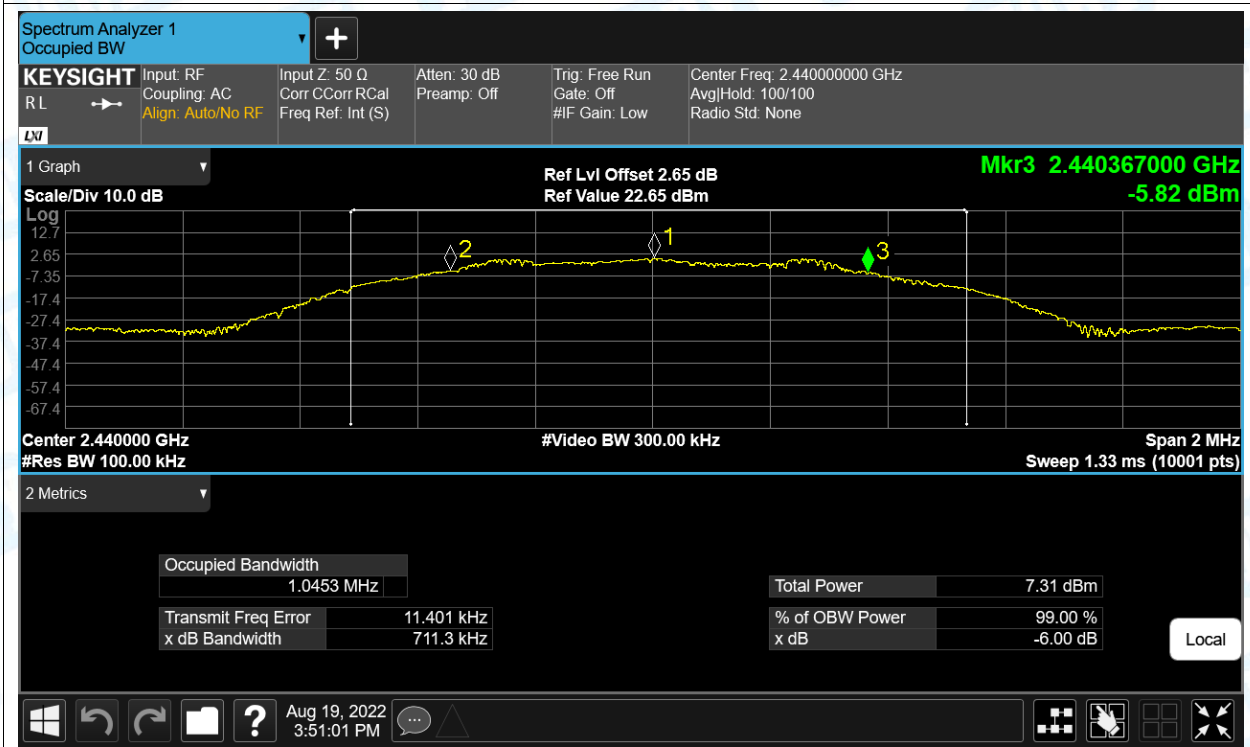 Spectrum Analyzer 1
Occupied BW
KEYSIGHT
R L
LXI
Input: RF
Coupling: AC
Align: Auto/No RF
Input Z: 50 Ω
Corr CCorr RCal
Freq Ref: Int (S)
Atten: 30 dB
Preamp: Off
Trig: Free Run
Gate: Off
#IF Gain: Low
Center Freq: 2.440000000 GHz
Avg|Hold: 100/100
Radio Std: None
1 Graph
Scale/Div 10.0 dB
Ref Lvl Offset 2.65 dB
Ref Value 22.65 dBm
Mkr3 2.440367000 GHz
-5.82 dBm
Log
12.7
2.65
-7.35
-17.4
-27.4
-37.4
-47.4
-57.4
-67.4
2
1
3
Center 2.440000 GHz
#Video BW 300.00 kHz
Span 2 MHz
#Res BW 100.00 kHz
Sweep 1.33 ms (10001 pts)
2 Metrics
Occupied Bandwidth
1.0453 MHz
Total Power 7.31 dBm
Transmit Freq Error 11.401 kHz
% of OBW Power 99.00 %
x dB Bandwidth 711.3 kHz
x dB -6.00 dB
Local
?
Aug 19, 2022
3:51:01 PM